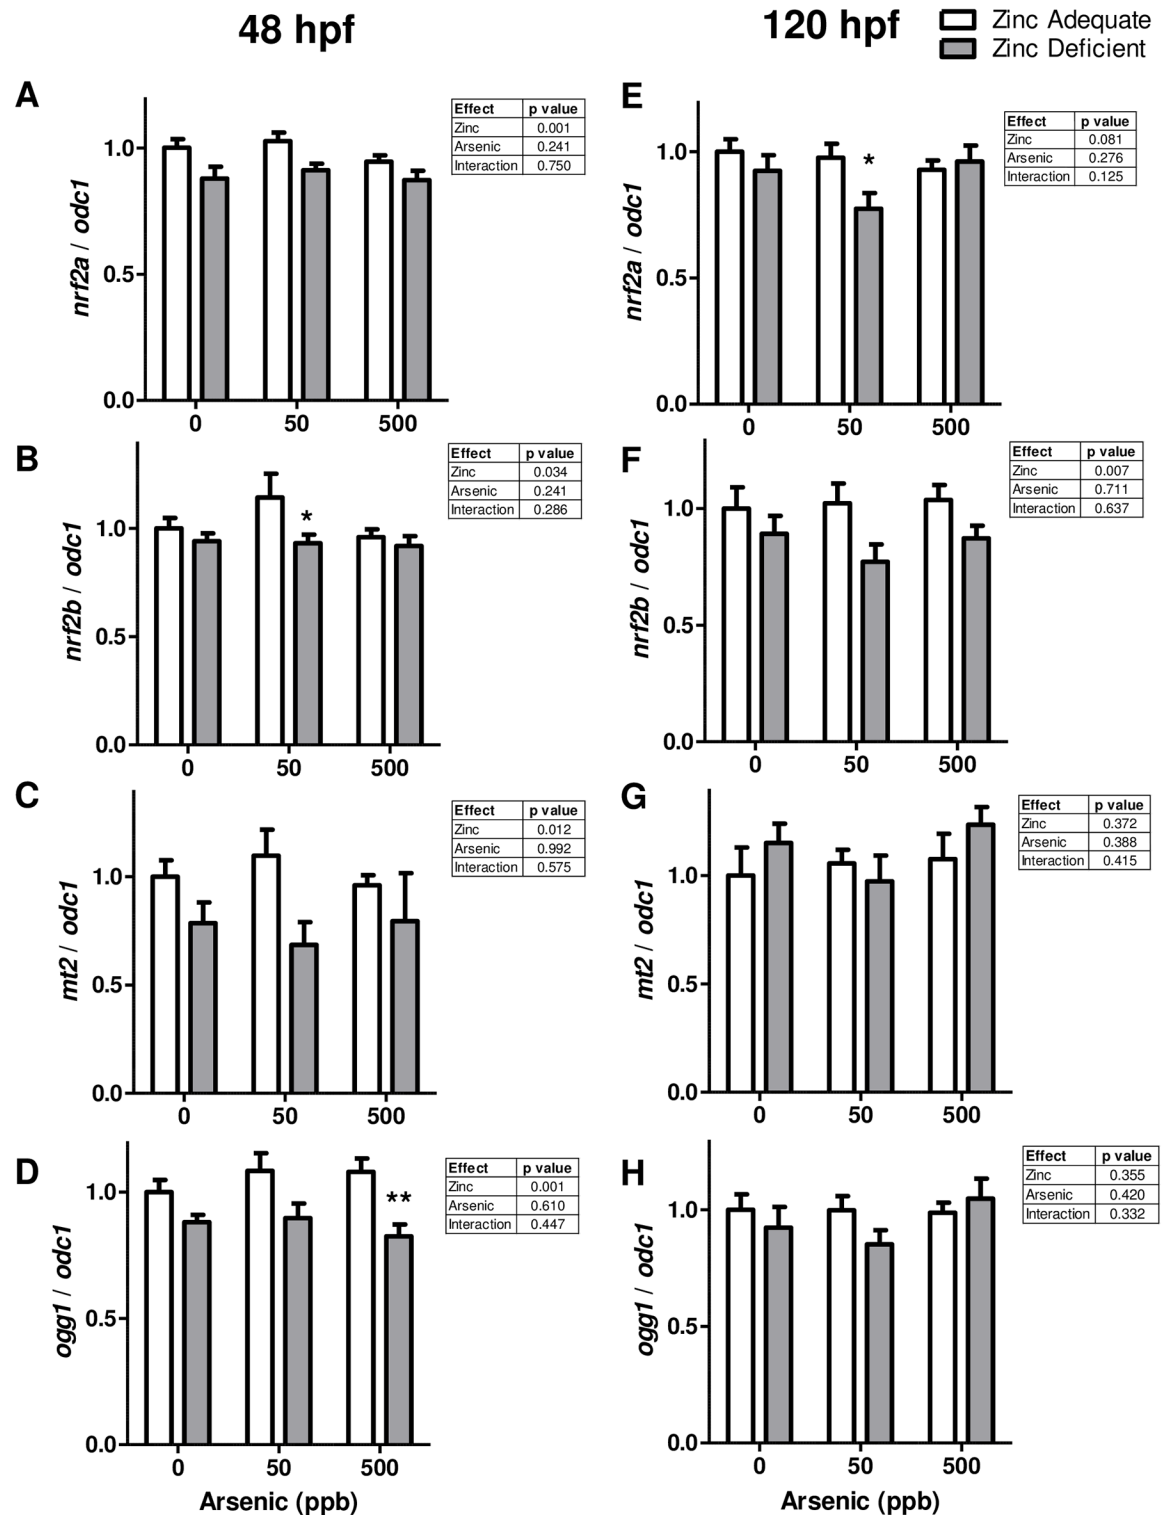 48 hpf
120 hpf
Zinc Adequate
Zinc Deficient
A
nrf2a / odc1
1.0
0.5
0.0
0 50 500
Effect p value
Zinc 0.001
Arsenic 0.241
Interaction 0.750
E
nrf2a / odc1
1.0
0.5
0.0
*
0 50 500
Effect p value
Zinc 0.081
Arsenic 0.276
Interaction 0.125
B
nrf2b / odc1
1.0
0.5
0.0
*
0 50 500
Effect p value
Zinc 0.034
Arsenic 0.241
Interaction 0.286
F
nrf2b / odc1
1.0
0.5
0.0
0 50 500
Effect p value
Zinc 0.007
Arsenic 0.711
Interaction 0.637
C
mt2 / odc1
1.0
0.5
0.0
0 50 500
Effect p value
Zinc 0.012
Arsenic 0.992
Interaction 0.575
G
mt2 / odc1
1.0
0.5
0.0
0 50 500
Effect p value
Zinc 0.372
Arsenic 0.388
Interaction 0.415
D
ogg1 / odc1
1.0
0.5
0.0
**
0 50 500
Arsenic (ppb)
Effect p value
Zinc 0.001
Arsenic 0.610
Interaction 0.447
H
ogg1 / odc1
1.0
0.5
0.0
0 50 500
Arsenic (ppb)
Effect p value
Zinc 0.355
Arsenic 0.420
Interaction 0.332